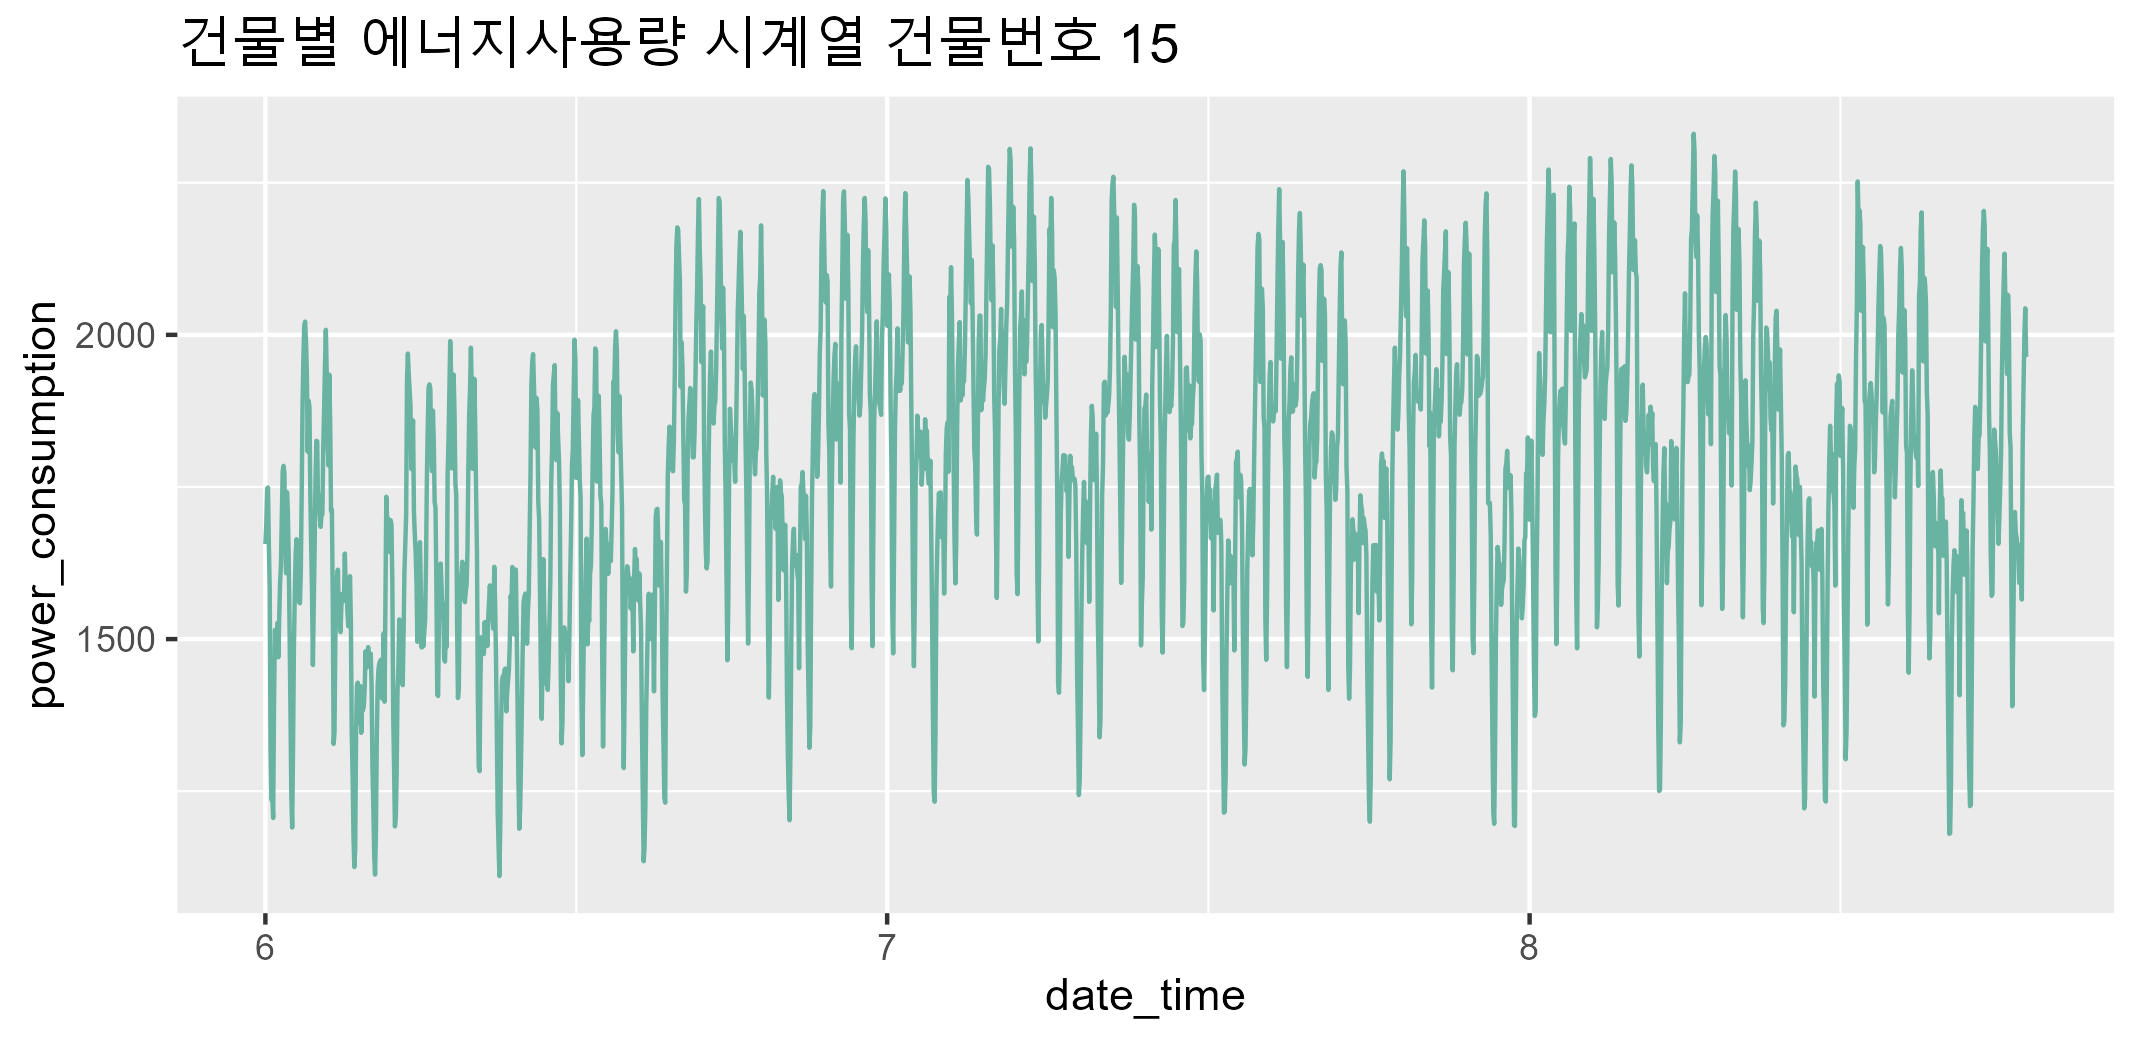 건물별 에너지사용량 시계열 건물번호 15
power_consumption
2000
1500
6 7 8
date_time